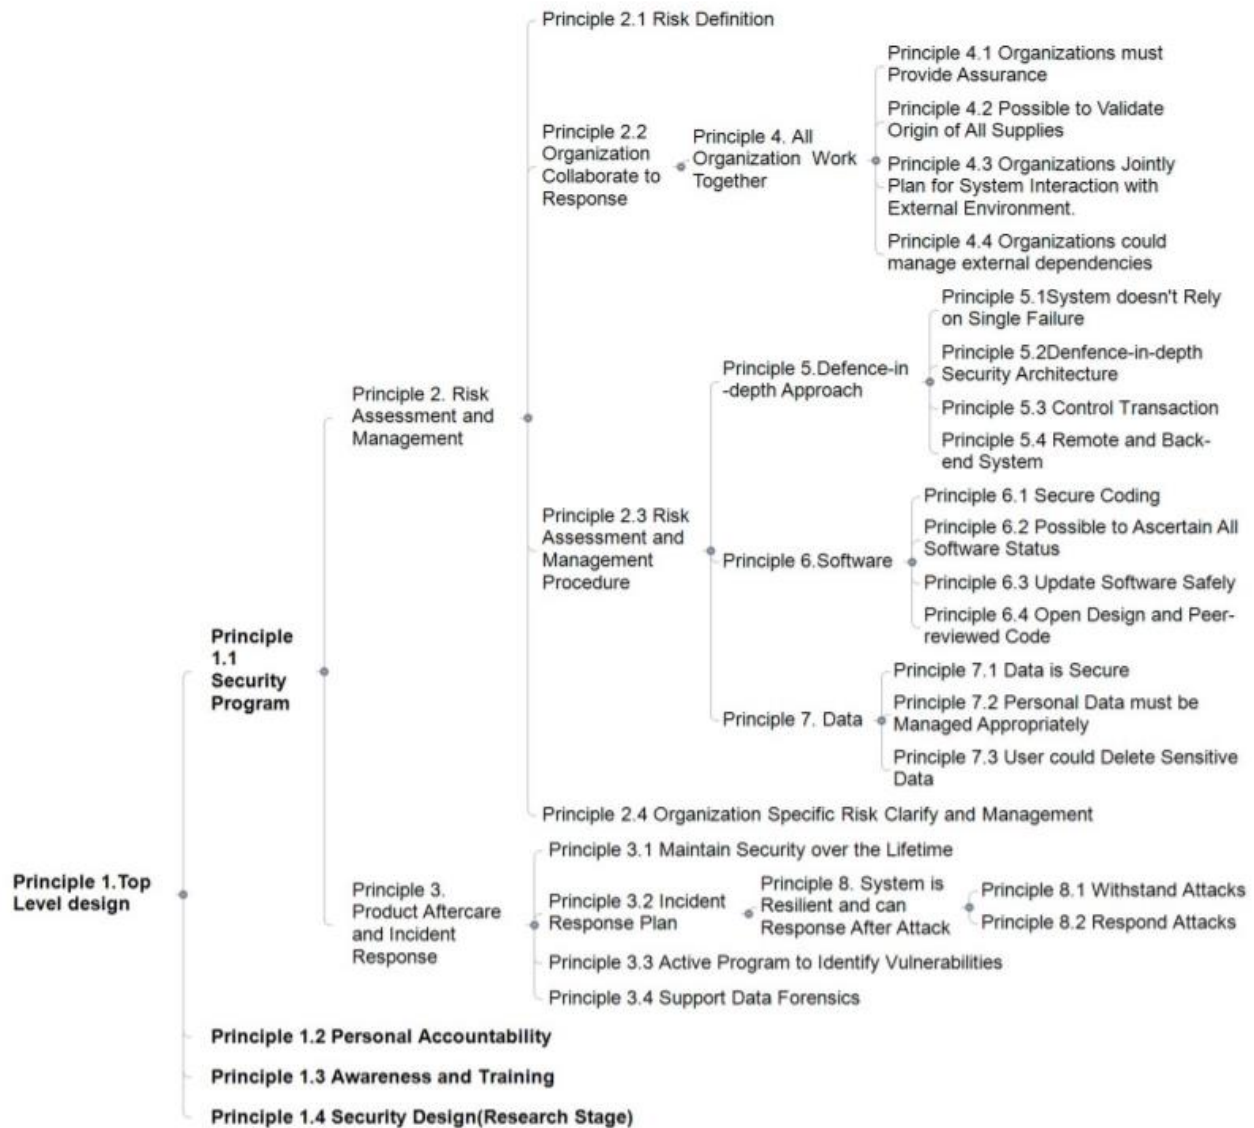 Principle 2.1 Risk Definition
Principle 4.1 Organizations must
Provide Assurance
Principle 4.2 Possible to Validate
Origin of All Supplies
Principle 2.2
Organization
Collaborate to
Response
Principle 4. All
Organization Work
Together
Principle 4.3 Organizations Jointly
Plan for System Interaction with
External Environment.
Principle 4.4 Organizations could
manage external dependencies
Principle 5.1System doesn't Rely
on Single Failure
Principle 5.2Denfence-in-depth
Security Architecture
Principle 5.Defence-in
-depth Approach
Principle 5.3 Control Transaction
Principle 5.4 Remote and Back-
end System
Principle 2. Risk
Assessment and
Management
Principle 2.3 Risk
Assessment and
Management
Procedure
Principle 6.1 Secure Coding
Principle 6.2 Possible to Ascertain All
Software Status
Principle 6.Software
Principle 6.3 Update Software Safely
Principle 6.4 Open Design and Peer-
reviewed Code
Principle
1.1
Security
Program
Principle 7.1 Data is Secure
Principle 7. Data
Principle 7.2 Personal Data must be
Managed Appropriately
Principle 7.3 User could Delete Sensitive
Data
Principle 2.4 Organization Specific Risk Clarify and Management
Principle 1.Top
Level design
Principle 3.
Product Aftercare
and Incident
Response
Principle 3.1 Maintain Security over the Lifetime
Principle 3.2 Incident
Response Plan
Principle 8. System is
Resilient and can
Response After Attack
Principle 8.1 Withstand Attacks
Principle 8.2 Respond Attacks
Principle 3.3 Active Program to Identify Vulnerabilities
Principle 3.4 Support Data Forensics
Principle 1.2 Personal Accountability
Principle 1.3 Awareness and Training
Principle 1.4 Security Design(Research Stage)